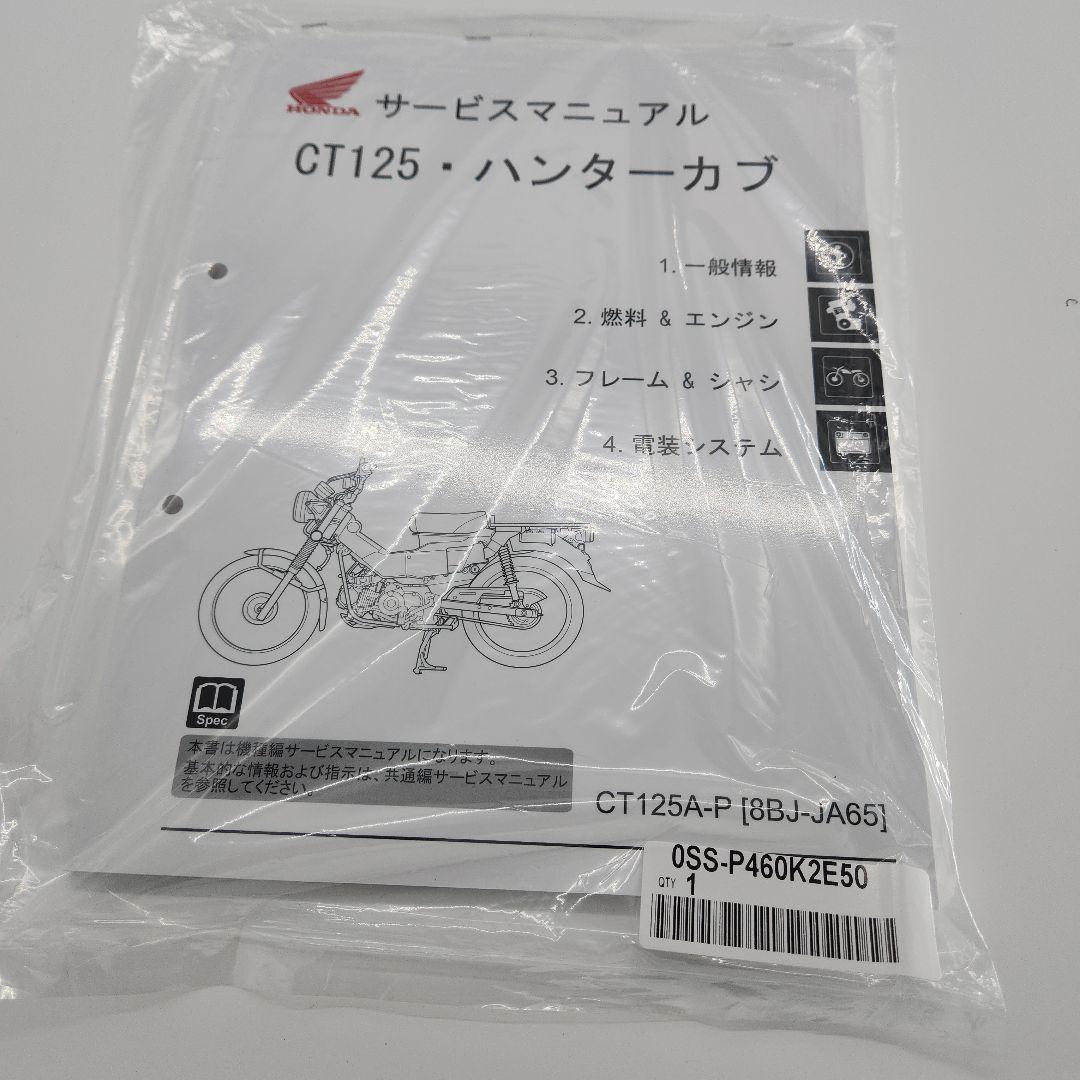 HONDA サービスマニュアル
CT125・ハンターカブ
1. 一般情報
2. 燃料 & エンジン
3. フレーム & シャシ
4. 電装システム
Spec
本書は機種編サービスマニュアルになります。
基本的な情報および指示は、共通編サービスマニュアル
を参照してください。
CT125A-P [8BJ-JA65]
0SS-P460K2E50
QTY 1